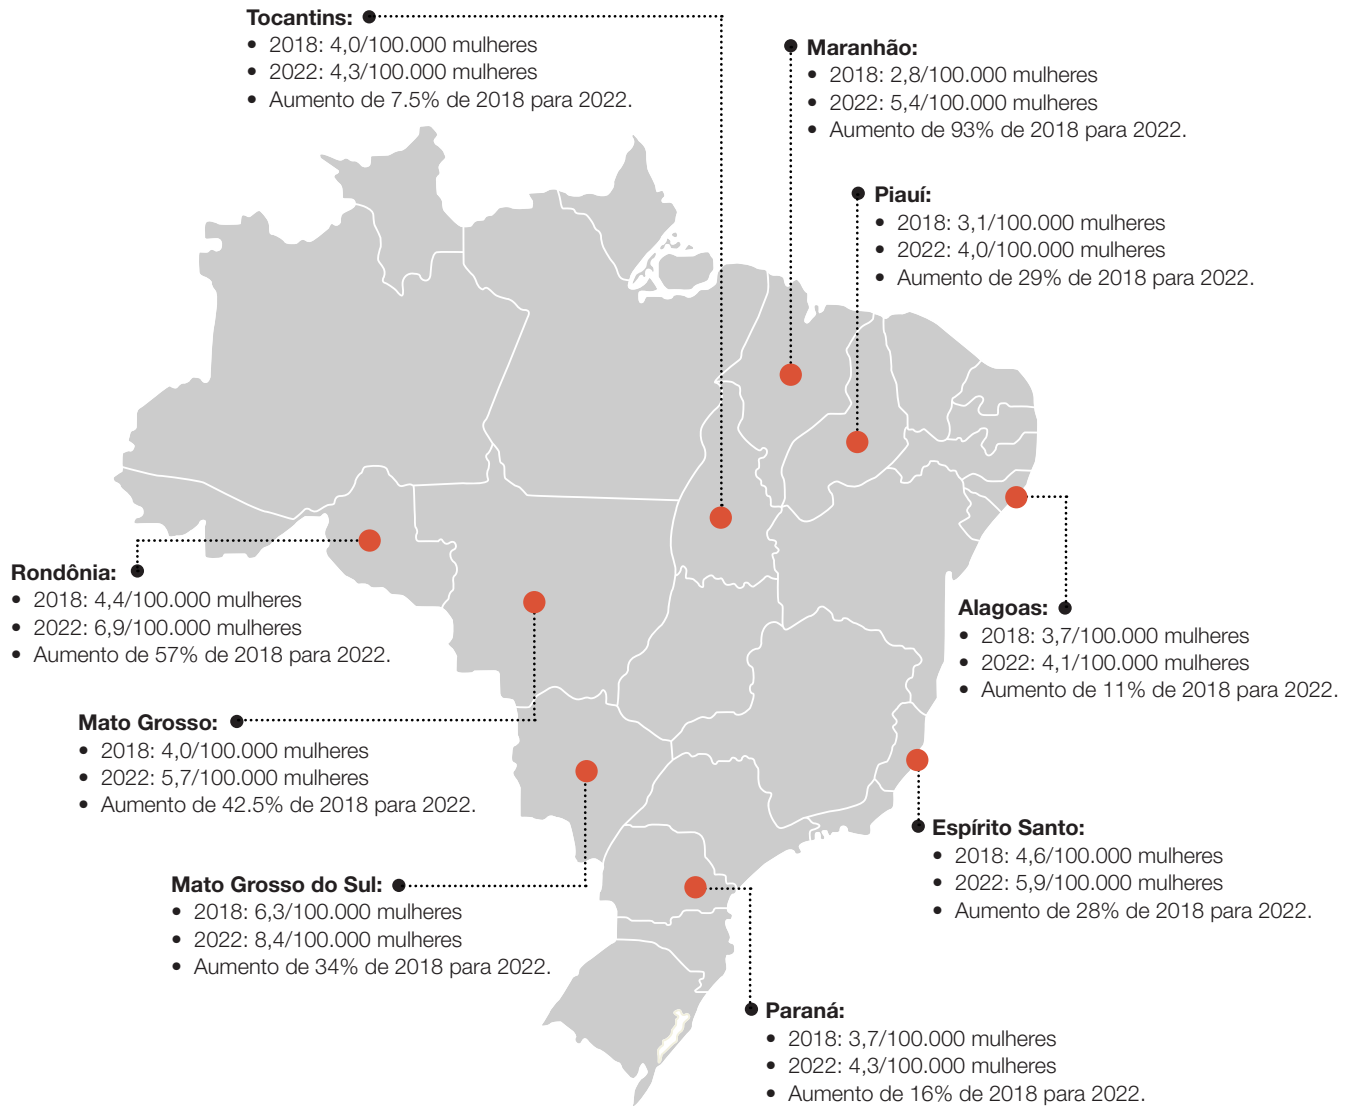 Tocantins:
• 2018: 4,0/100.000 mulheres
• 2022: 4,3/100.000 mulheres
• Aumento de 7.5% de 2018 para 2022.
Maranhão:
• 2018: 2,8/100.000 mulheres
• 2022: 5,4/100.000 mulheres
• Aumento de 93% de 2018 para 2022.
Piauí:
• 2018: 3,1/100.000 mulheres
• 2022: 4,0/100.000 mulheres
• Aumento de 29% de 2018 para 2022.
Rondônia:
• 2018: 4,4/100.000 mulheres
• 2022: 6,9/100.000 mulheres
• Aumento de 57% de 2018 para 2022.
Alagoas:
• 2018: 3,7/100.000 mulheres
• 2022: 4,1/100.000 mulheres
• Aumento de 11% de 2018 para 2022.
Mato Grosso:
• 2018: 4,0/100.000 mulheres
• 2022: 5,7/100.000 mulheres
• Aumento de 42.5% de 2018 para 2022.
Espírito Santo:
• 2018: 4,6/100.000 mulheres
• 2022: 5,9/100.000 mulheres
• Aumento de 28% de 2018 para 2022.
Mato Grosso do Sul:
• 2018: 6,3/100.000 mulheres
• 2022: 8,4/100.000 mulheres
• Aumento de 34% de 2018 para 2022.
Paraná:
• 2018: 3,7/100.000 mulheres
• 2022: 4,3/100.000 mulheres
• Aumento de 16% de 2018 para 2022.